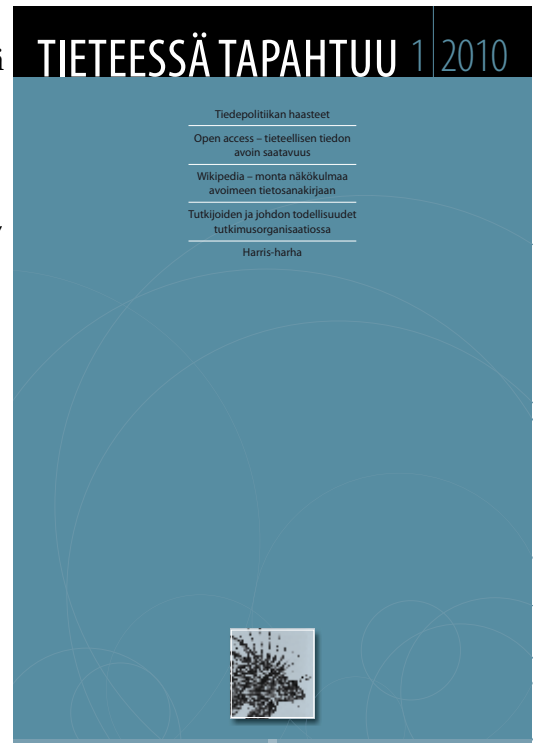 TIETEESSÄ TAPAHTUU 1 2010
Tiedepolitiikan haasteet
Open access – tieteellisen tiedon
avoin saatavuus
Wikipedia – monta näkökulmaa
avoimeen tietosanakirjaan
Tutkijoiden ja johdon todellisuudet
tutkimusorganisaatiossa
Harris-harha